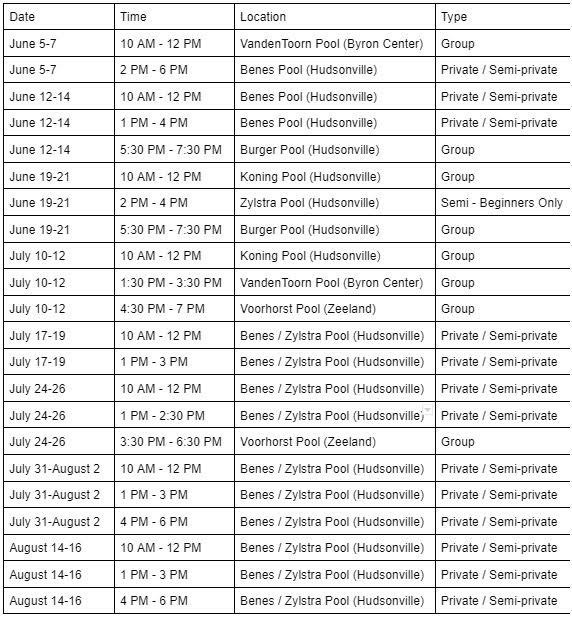 Date Time Location Type
June 5-7 10 AM - 12 PM VandenToorn Pool (Byron Center) Group
June 5-7 2 PM - 6 PM Benes Pool (Hudsonville) Private / Semi-private
June 12-14 10 AM - 12 PM Benes Pool (Hudsonville) Private / Semi-private
June 12-14 1 PM - 4 PM Benes Pool (Hudsonville) Private / Semi-private
June 12-14 5:30 PM - 7:30 PM Burger Pool (Hudsonville) Group
June 19-21 10 AM - 12 PM Koning Pool (Hudsonville) Group
June 19-21 2 PM - 4 PM Zylstra Pool (Hudsonville) Semi - Beginners Only
June 19-21 5:30 PM - 7:30 PM Burger Pool (Hudsonville) Group
July 10-12 10 AM - 12 PM Koning Pool (Hudsonville) Group
July 10-12 1:30 PM - 3:30 PM VandenToorn Pool (Byron Center) Group
July 10-12 4:30 PM - 7 PM Voorhorst Pool (Zeeland) Group
July 17-19 10 AM - 12 PM Benes / Zylstra Pool (Hudsonville) Private / Semi-private
July 17-19 1 PM - 3 PM Benes / Zylstra Pool (Hudsonville) Private / Semi-private
July 24-26 10 AM - 12 PM Benes / Zylstra Pool (Hudsonville) Private / Semi-private
July 24-26 1 PM - 2:30 PM Benes / Zylstra Pool (Hudsonville) Private / Semi-private
July 24-26 3:30 PM - 6:30 PM Voorhorst Pool (Zeeland) Group
July 31-August 2 10 AM - 12 PM Benes / Zylstra Pool (Hudsonville) Private / Semi-private
July 31-August 2 1 PM - 3 PM Benes / Zylstra Pool (Hudsonville) Private / Semi-private
July 31-August 2 4 PM - 6 PM Benes / Zylstra Pool (Hudsonville) Private / Semi-private
August 14-16 10 AM - 12 PM Benes / Zylstra Pool (Hudsonville) Private / Semi-private
August 14-16 1 PM - 3 PM Benes / Zylstra Pool (Hudsonville) Private / Semi-private
August 14-16 4 PM - 6 PM Benes / Zylstra Pool (Hudsonville) Private / Semi-private